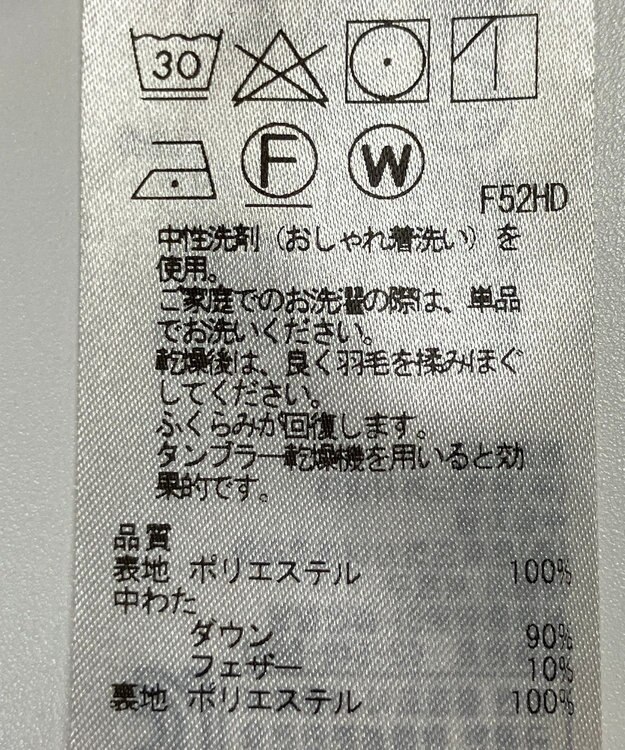 30
F W
F52HD
中性洗剤（おしゃれ着洗い）を
使用。
ご家庭でのお洗濯の際は、単品
でお洗いください。
乾燥後は、良く羽毛を揉みほぐ
してください。
ふくらみが回復します。
タンブラー乾燥機を用いると効
果的です。
品質
表地 ポリエステル 100%
中わた
ダウン 90%
フェザー 10%
裏地 ポリエステル 100%